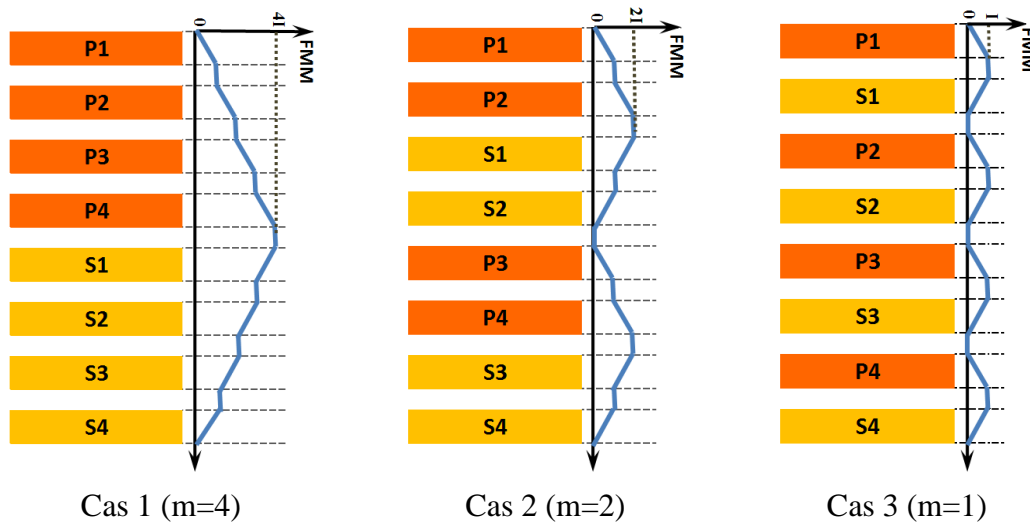 0
4I
FMM
P1
P2
P3
P4
S1
S2
S3
S4
Cas 1 (m=4)
0
2I
FMM
P1
P2
S1
S2
P3
P4
S3
S4
Cas 2 (m=2)
0
I
FMM
P1
S1
P2
S2
P3
S3
P4
S4
Cas 3 (m=1)